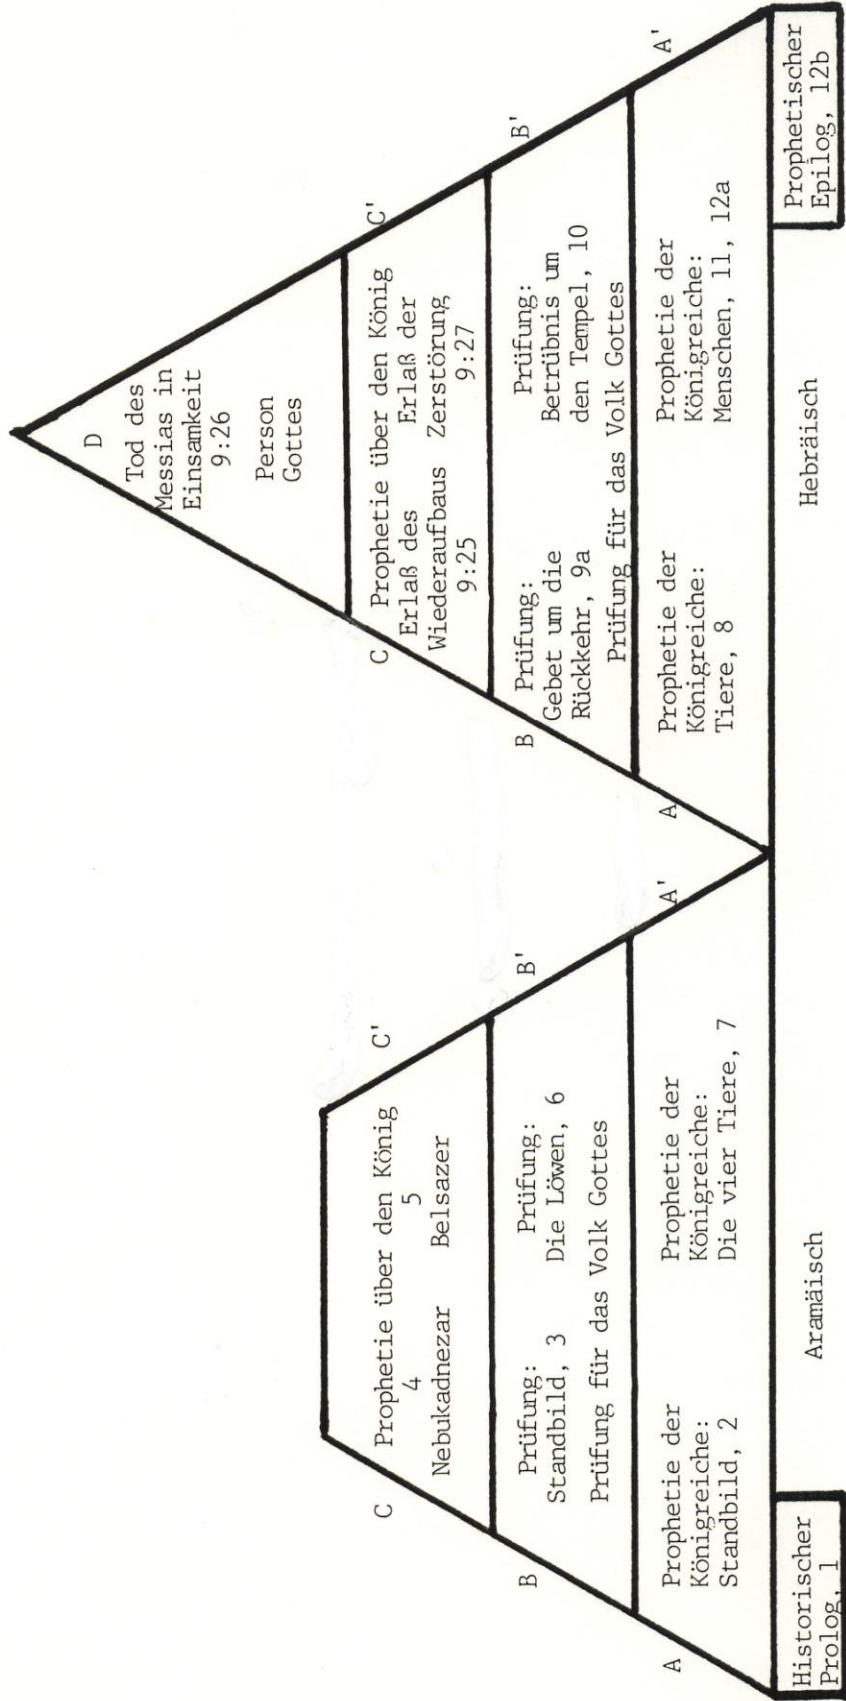 D
Tod des
Messias in
Einsamkeit
9:26
Person
Gottes
C
C'
Prophetie über den König
4 5
Nebukadnezar Belsazer
C
C'
Prophetie über den König
Erlaß des Erlaß der
Wiederaufbaus Zerstörung
9:25 9:27
B
B'
Prüfung:
Standbild, 3
Prüfung:
Die Löwen, 6
Prüfung für das Volk Gottes
B
B'
Prüfung:
Gebet um die
Rückkehr, 9a
Prüfung:
Betrübnis um
den Tempel, 10
Prüfung für das Volk Gottes
A
A'
Prophetie der
Königreiche:
Standbild, 2
Prophetie der
Königreiche:
Die vier Tiere, 7
A
A'
Prophetie der
Königreiche:
Tiere, 8
Prophetie der
Königreiche:
Menschen, 11, 12a
Historischer
Prolog, 1
Aramäisch
Hebräisch
Prophetischer
Epilog, 12b